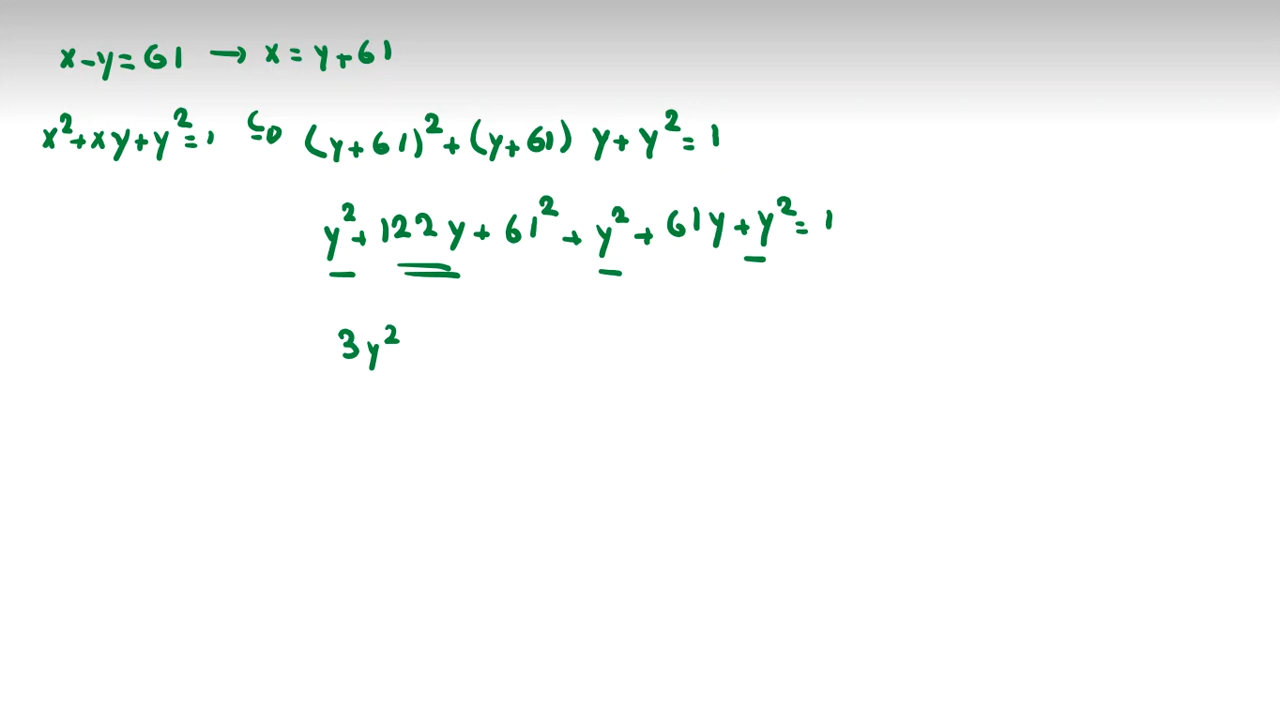 x-y=61 → x=y+61
x²+xy+y²=1 so (y+61)²+(y+61)y+y²=1
y²+122y+61²+y²+61y+y²=1
3y²